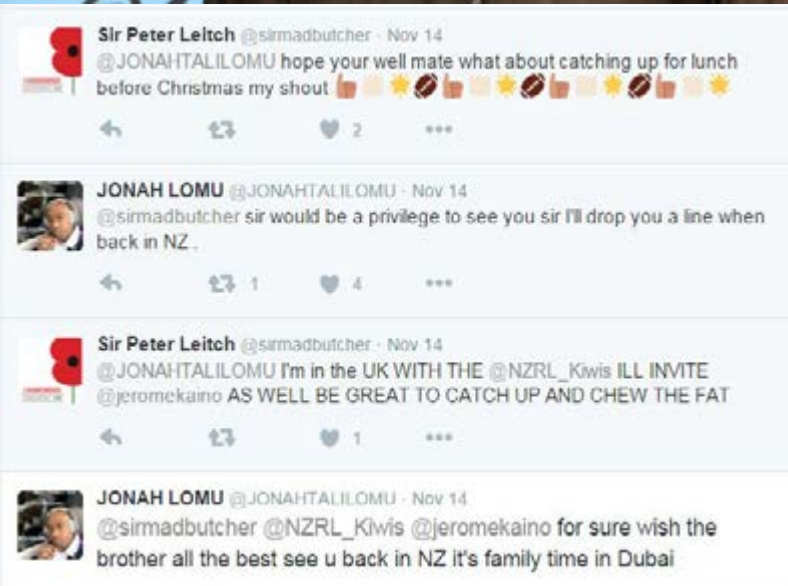 Sir Peter Leitch @sirmadbutcher · Nov 14
@JONAHTALILOMU hope your well mate what about catching up for lunch
before Christmas my shout
2
JONAH LOMU @JONAHTALILOMU · Nov 14
@sirmadbutcher sir would be a privilege to see you sir I'll drop you a line when
back in NZ .
1 4
Sir Peter Leitch @sirmadbutcher · Nov 14
@JONAHTALILOMU I'm in the UK WITH THE @NZRL_Kiwis ILL INVITE
@jeromekaino AS WELL BE GREAT TO CATCH UP AND CHEW THE FAT
1
JONAH LOMU @JONAHTALILOMU · Nov 14
@sirmadbutcher @NZRL_Kiwis @jeromekaino for sure wish the
brother all the best see u back in NZ it's family time in Dubai